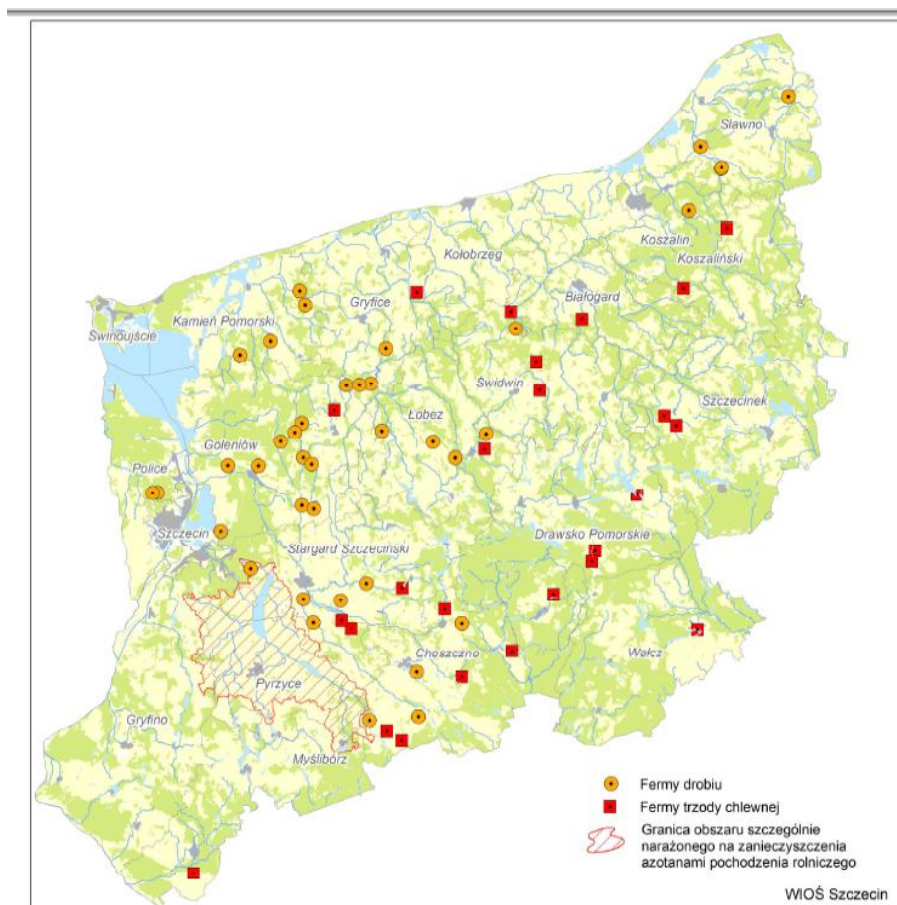 Sławno
Koszalin
Koszaliński
Kołobrzeg
Białogard
Gryfice
Kamień Pomorski
Świnoujście
Świdwin
Szczecinek
Łobez
Goleniów
Police
Szczecin
Drawsko Pomorskie
Stargard Szczeciński
Choszczno
Wałcz
Pyrzyce
Gryfino
Myślibórz
Fermy drobiu
Fermy trzody chlewnej
Granica obszaru szczególnie
narażonego na zanieczyszczenia
azotanami pochodzenia rolniczego
WIOŚ Szczecin